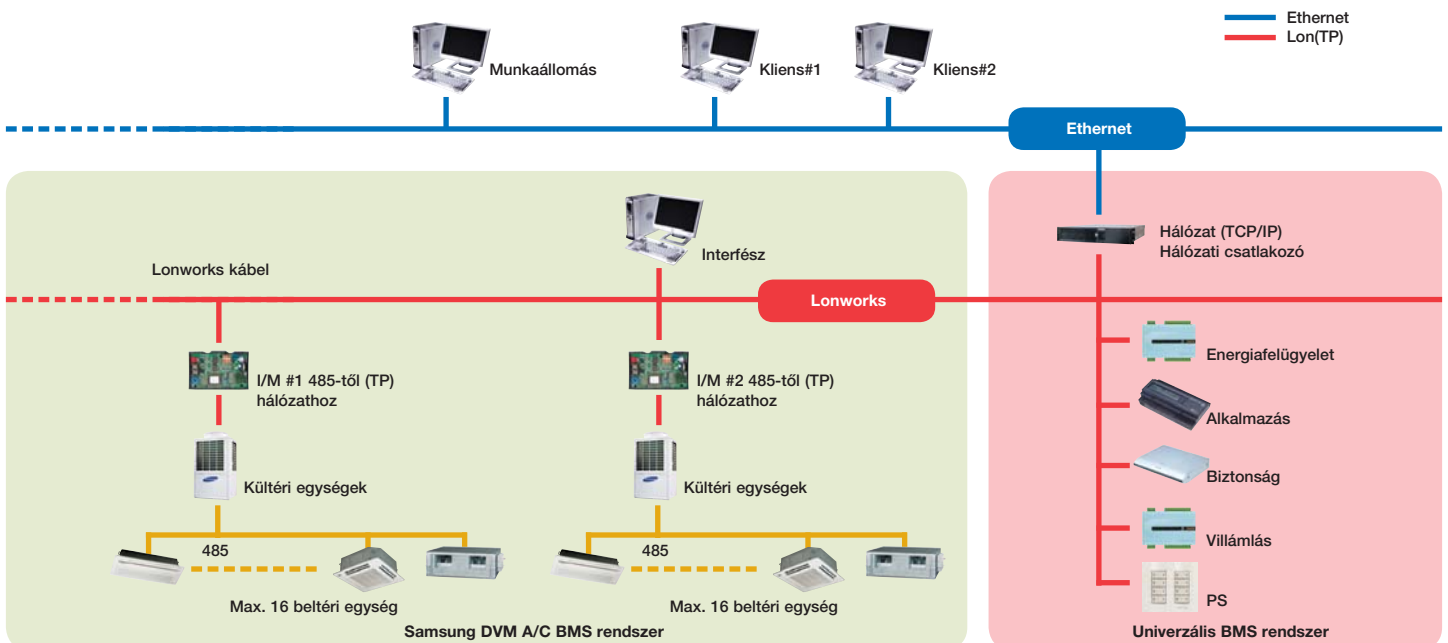 Ethernet
Lon(TP)
Munkaállomás
Kliens#1
Kliens#2
Ethernet
Hálózat (TCP/IP)
Hálózati csatlakozó
Interfész
Lonworks kábel
Lonworks
I/M #1 485-től (TP)
hálózathoz
I/M #2 485-től (TP)
hálózathoz
Energiafelügyelet
Alkalmazás
Kültéri egységek
Kültéri egységek
Biztonság
Villámlás
485
485
Max. 16 beltéri egység
Max. 16 beltéri egység
PS
Samsung DVM A/C BMS rendszer
Univerzális BMS rendszer